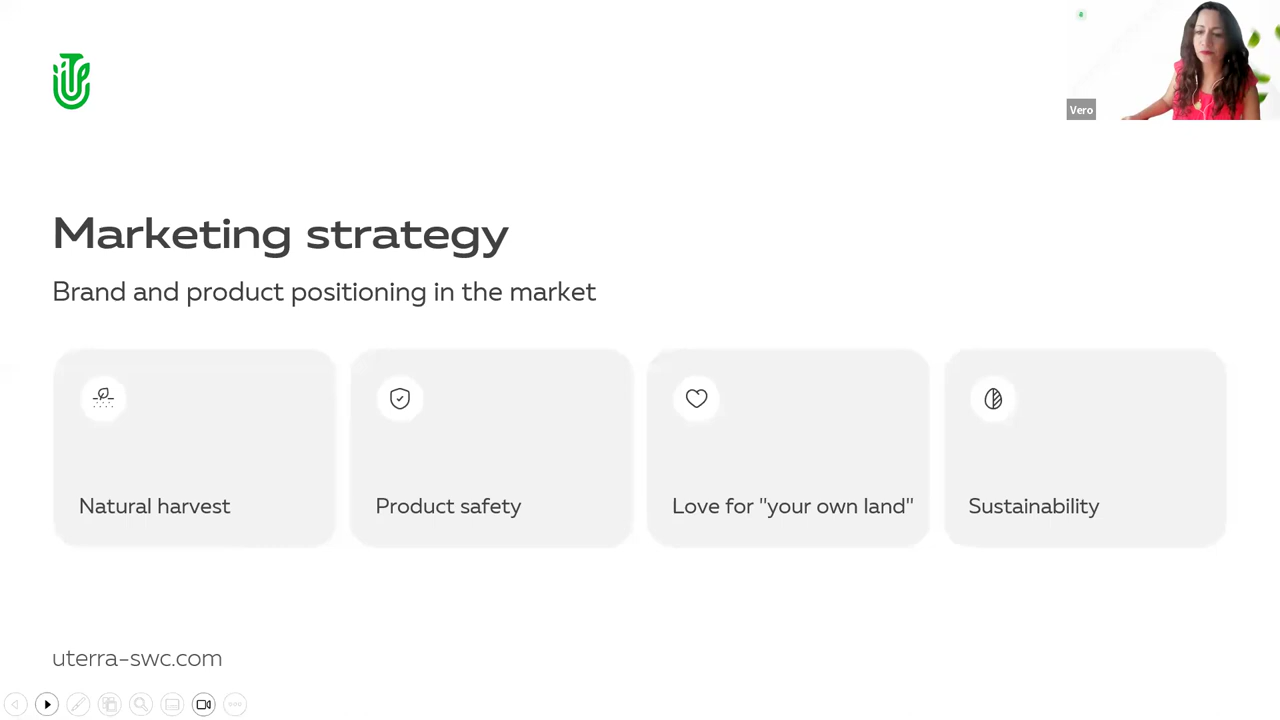 Vero
Marketing strategy
Brand and product positioning in the market
Natural harvest
Product safety
Love for "your own land"
Sustainability
uterra-swc.com